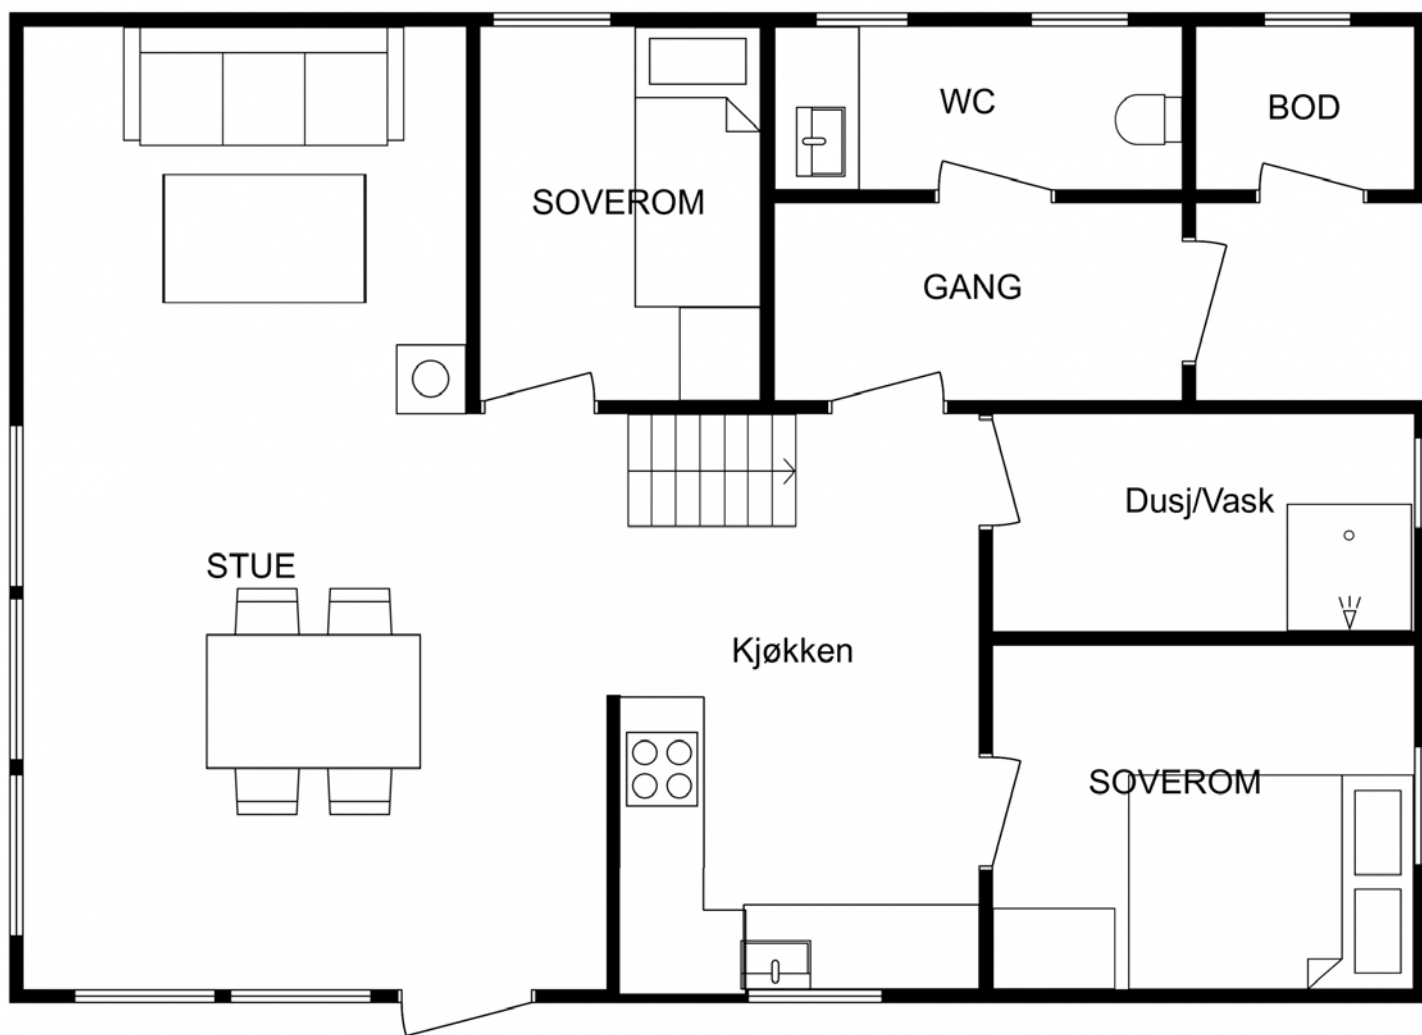 WC
BOD
SOVEROM
GANG
Dusj/Vask
STUE
Kjøkken
SOVEROM